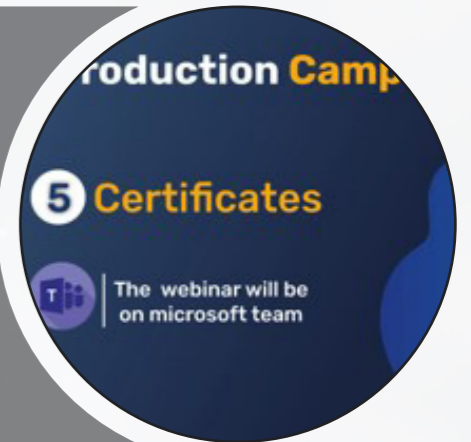 roduction Camp
5 Certificates
T
The webinar will be
on microsoft team